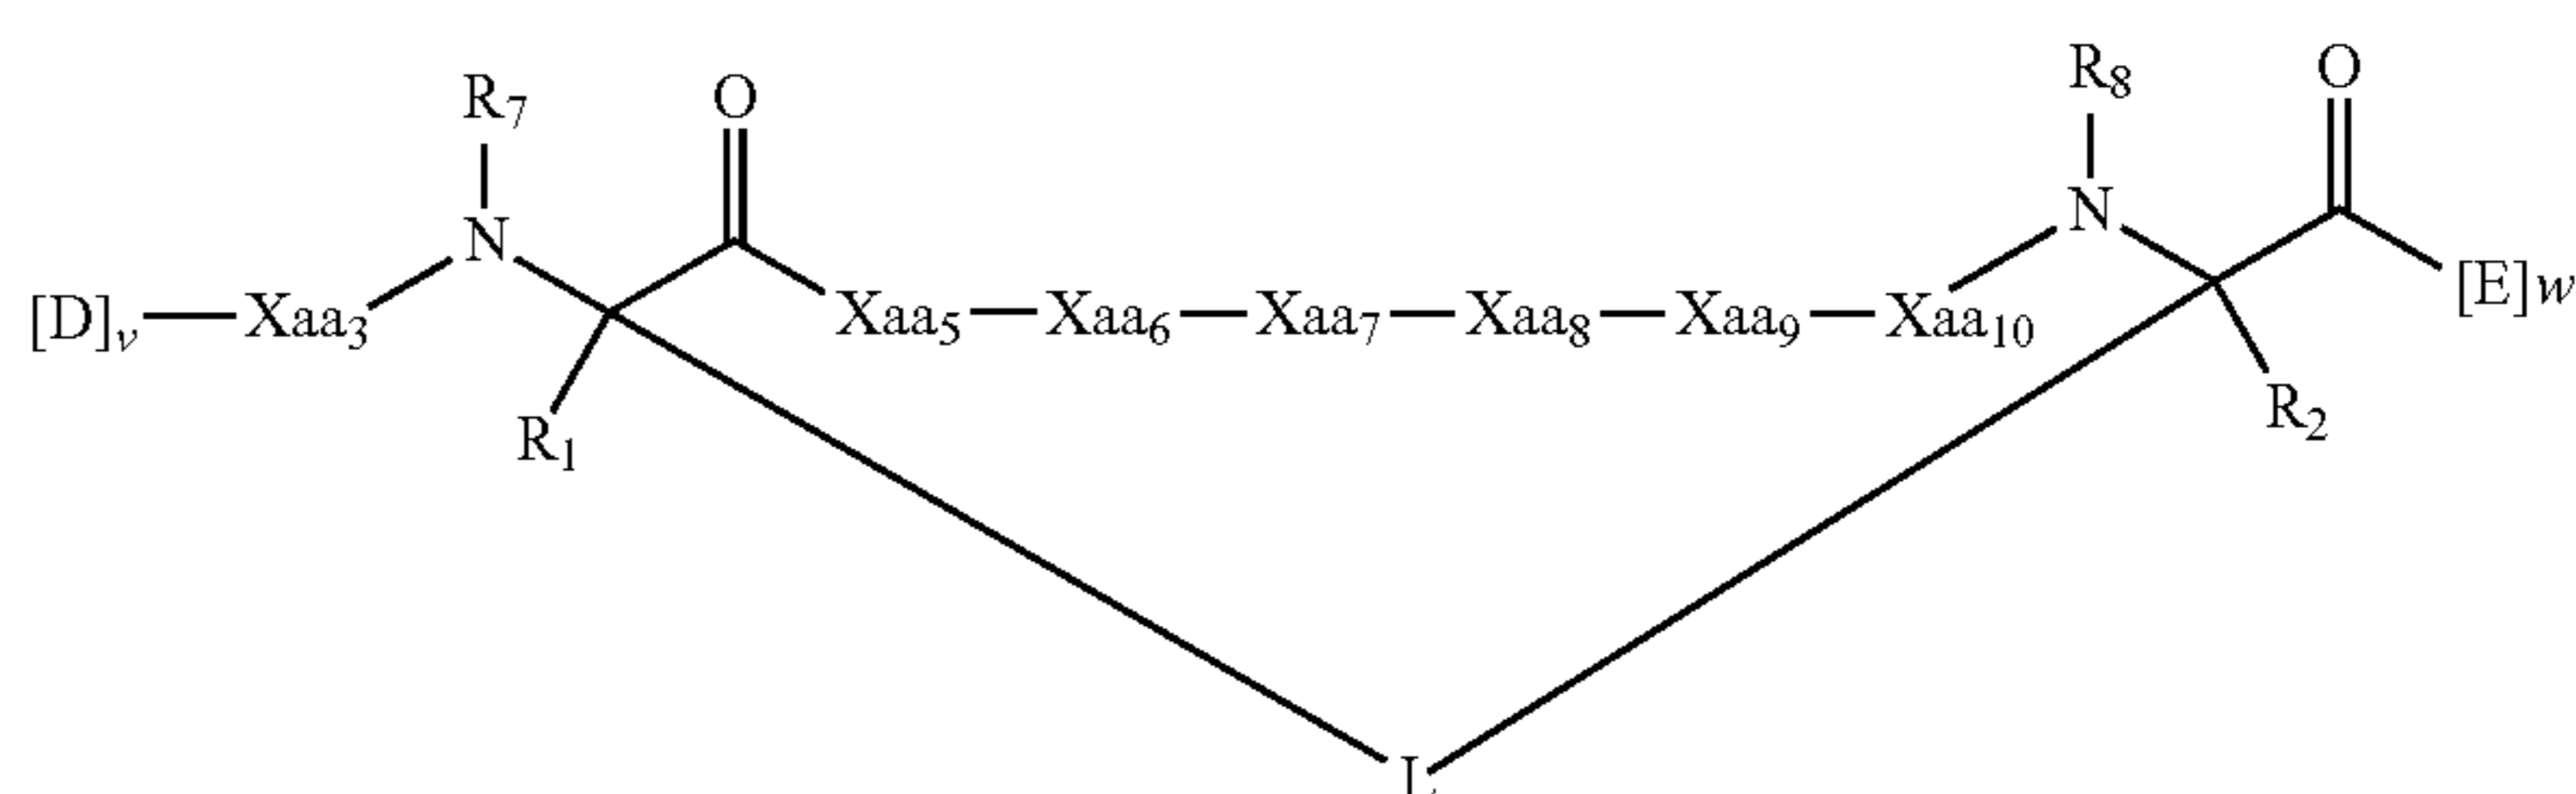 R₇ O R₈ O
N N
[D]ᵥ—Xaa₃ Xaa₅—Xaa₆—Xaa₇—Xaa₈—Xaa₉—Xaa₁₀ [E]w
R₁ R₂
L